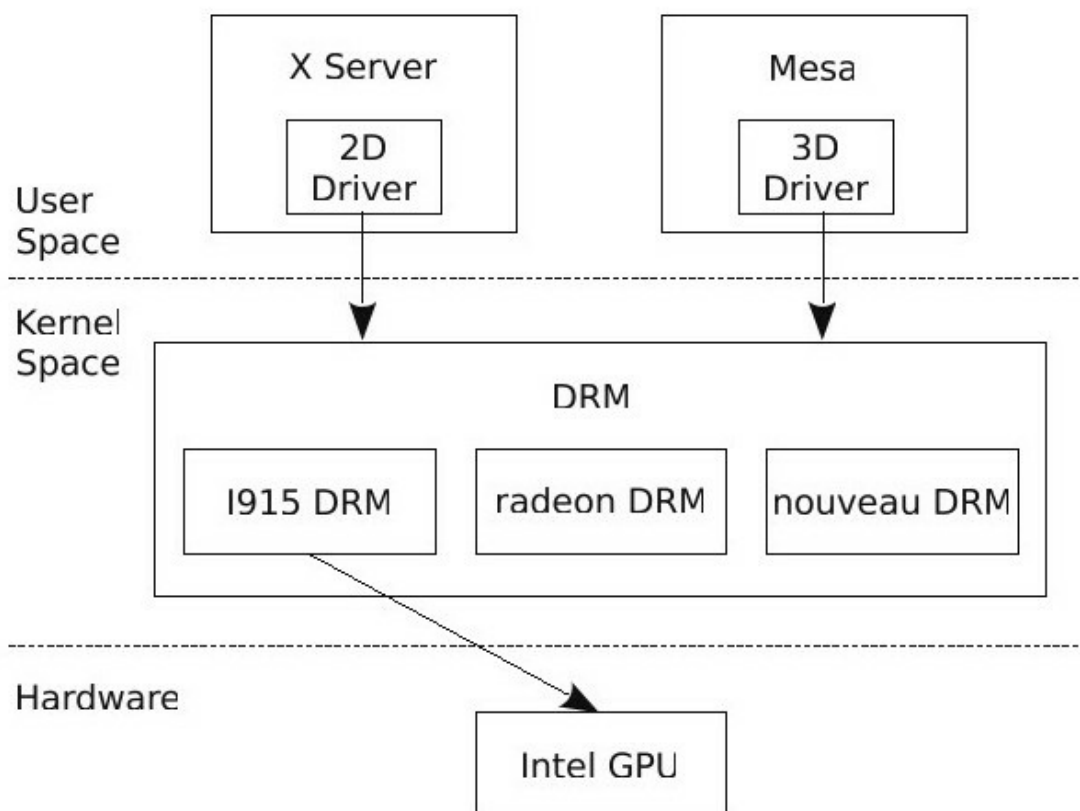 X Server
Mesa
2D
Driver
3D
Driver
User
Space
Kernel
Space
DRM
I915 DRM
radeon DRM
nouveau DRM
Hardware
Intel GPU